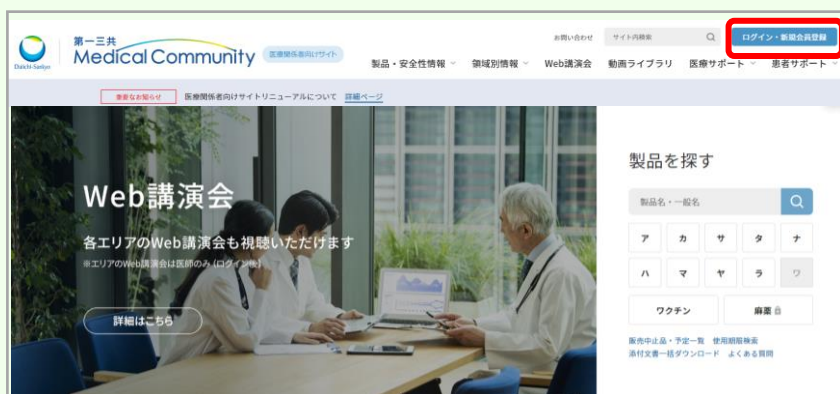 お問い合わせ
サイト内検索
ログイン・新規会員登録
第一三共
Medical Community
医療関係者向けサイト
Daiichi-Sankyo
製品・安全性情報
領域別情報
Web講演会
動画ライブラリ
医療サポート
患者サポート
重要なお知らせ
医療関係者向けサイトリニューアルについて 詳細ページ
Web講演会
各エリアのWeb講演会も視聴いただけます
※エリアのWeb講演会は医師のみ（ログイン後）
詳細はこちら
製品を探す
製品名・一般名
ア カ サ タ ナ
ハ マ ヤ ラ ワ
ワクチン 麻薬
販売中止品・予定一覧 使用期限検索
添付文書一括ダウンロード よくある質問